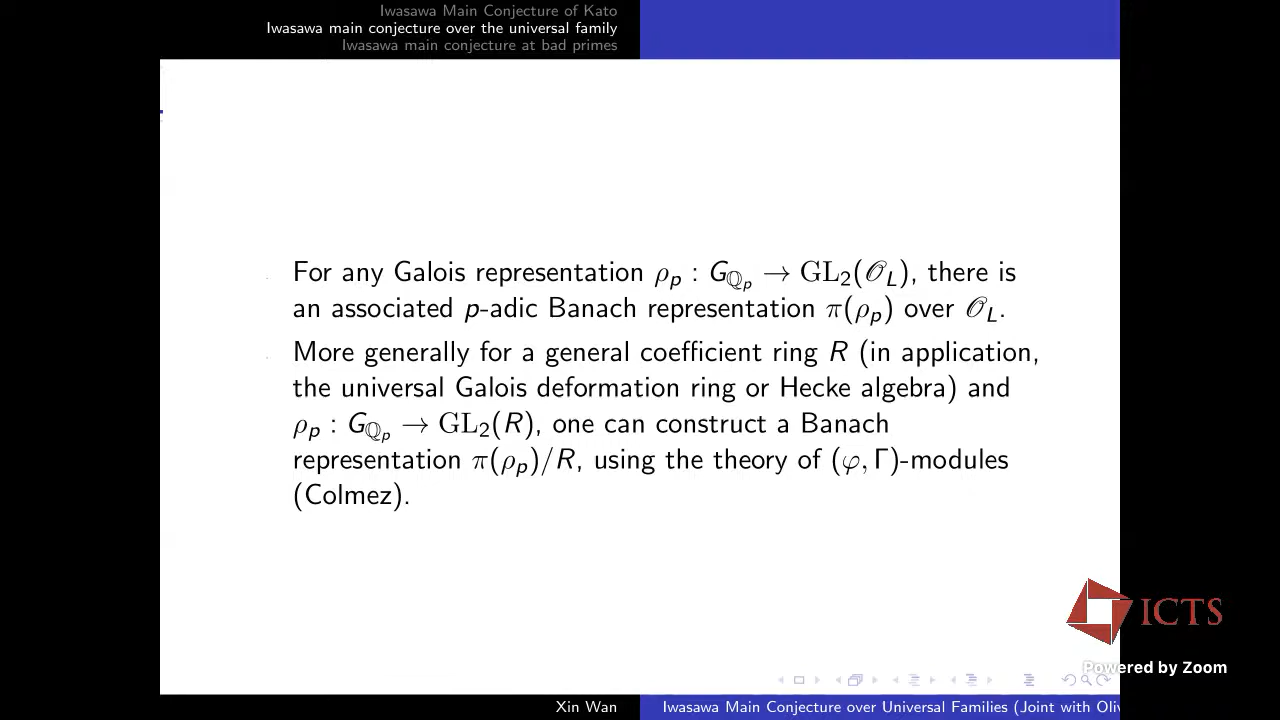 Iwasawa Main Conjecture of Kato
Iwasawa main conjecture over the universal family
Iwasawa main conjecture at bad primes
For any Galois representation ρ_p : G_{ℚ_p} → GL_2(𝒪_L), there is
an associated p-adic Banach representation π(ρ_p) over 𝒪_L.
More generally for a general coefficient ring R (in application,
the universal Galois deformation ring or Hecke algebra) and
ρ_p : G_{ℚ_p} → GL_2(R), one can construct a Banach
representation π(ρ_p)/R, using the theory of (φ, Γ)-modules
(Colmez).
ICTS
Powered by Zoom
Xin Wan
Iwasawa Main Conjecture over Universal Families (Joint with Oliv